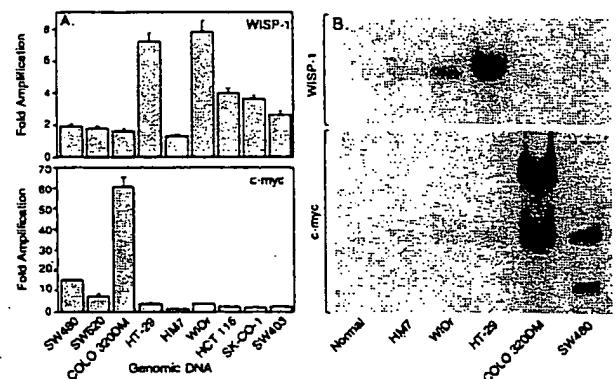 A.
WISP-1
Fold Amplification
8
6
4
2
0
c-myc
Fold Amplification
70
60
50
40
30
20
10
0
SW480
SW620
COLO 320DM
HT-29
HM7
WiDr
HCT 116
SK-CO-1
SW403
Genomic DNA
B.
WISP-1
c-myc
Normal
HM7
WiDr
HT-29
COLO 320DM
SW480